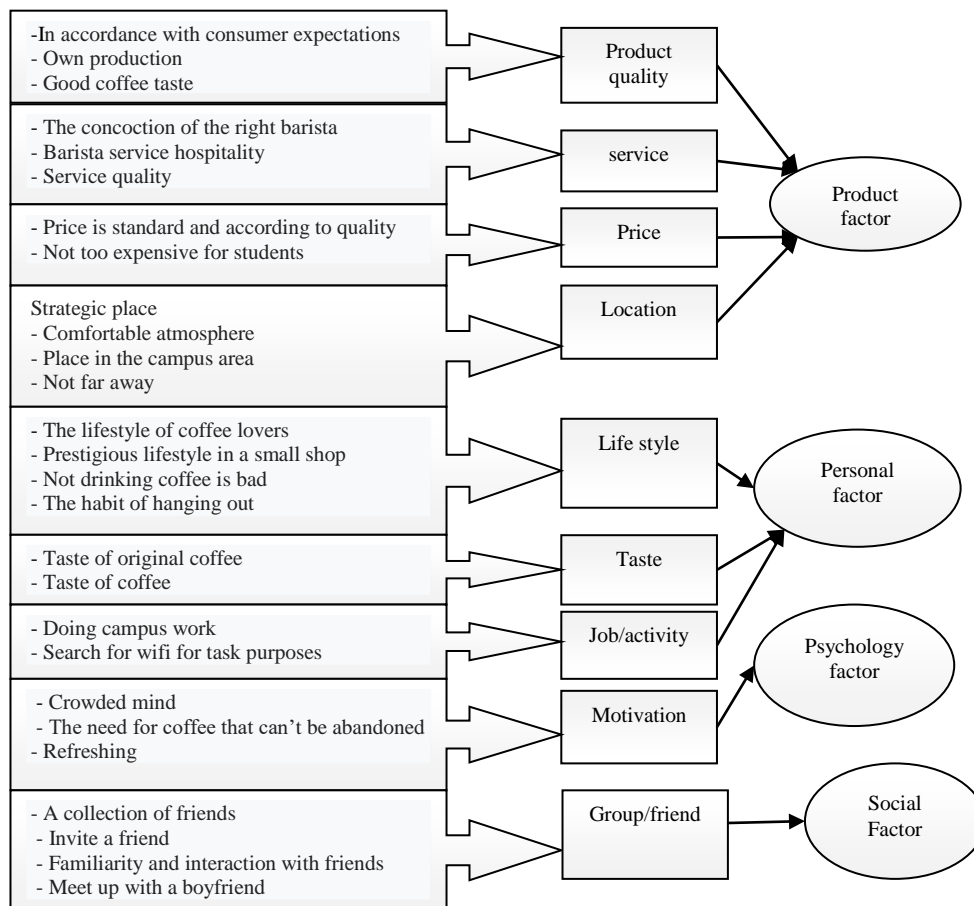 -In accordance with consumer expectations
- Own production
- Good coffee taste
Product
quality
- The concoction of the right barista
- Barista service hospitality
- Service quality
service
Product
factor
- Price is standard and according to quality
- Not too expensive for students
Price
Strategic place
- Comfortable atmosphere
- Place in the campus area
- Not far away
Location
- The lifestyle of coffee lovers
- Prestigious lifestyle in a small shop
- Not drinking coffee is bad
- The habit of hanging out
Life style
Personal
factor
- Taste of original coffee
- Taste of coffee
Taste
- Doing campus work
- Search for wifi for task purposes
Job/activity
Psychology
factor
- Crowded mind
- The need for coffee that can’t be abandoned
- Refreshing
Motivation
- A collection of friends
- Invite a friend
- Familiarity and interaction with friends
- Meet up with a boyfriend
Group/friend
Social
Factor